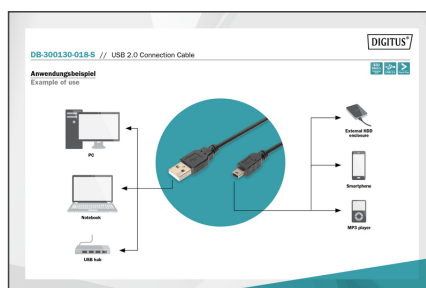 DIGITUS®
DB-300130-018-S // USB 2.0 Connection Cable
Anwendungsbeispiel
Example of use
PC
Notebook
USB hub
External HDD
enclosure
Smartphone
MP3 player